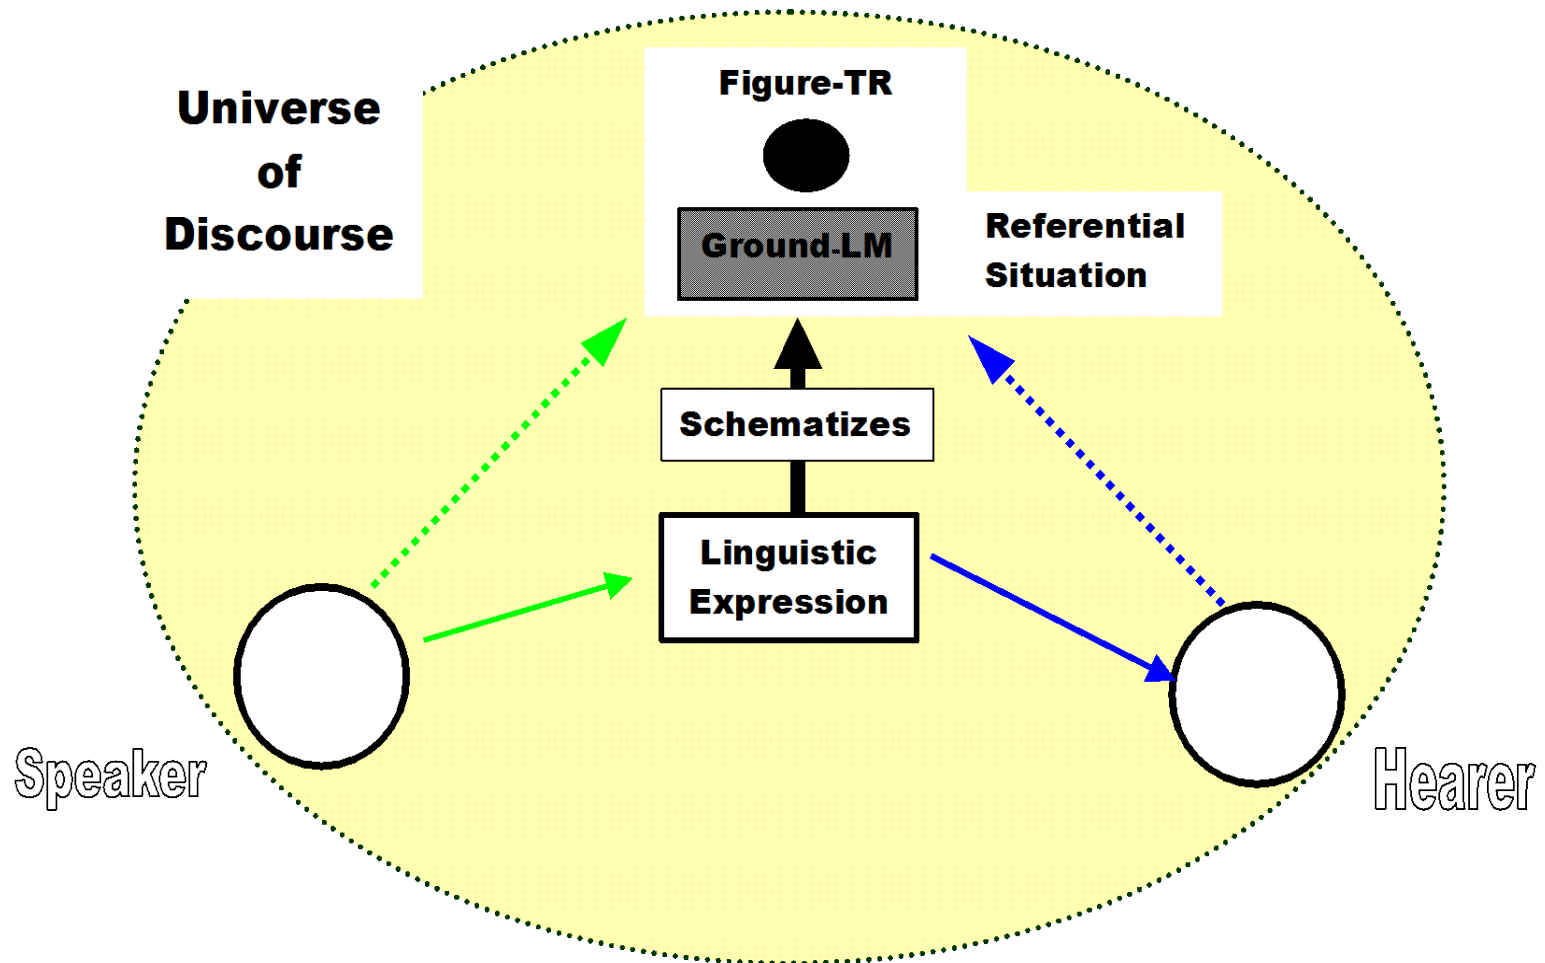 Universe
of
Discourse
Figure-TR
Ground-LM
Referential
Situation
Schematizes
Linguistic
Expression
Speaker
Hearer